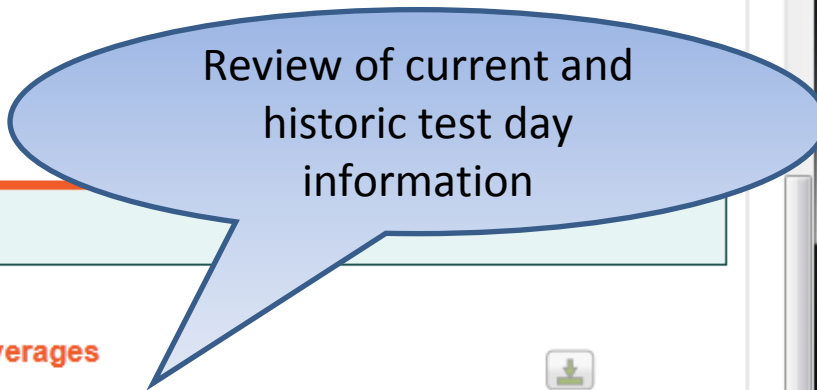 Review of current and
historic test day
information
verages